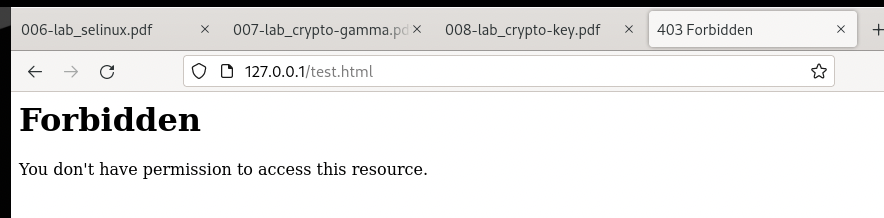 006-lab_selinux.pdf 007-lab_crypto-gamma.pd 008-lab_crypto-key.pdf 403 Forbidden
127.0.0.1/test.html
Forbidden
You don't have permission to access this resource.